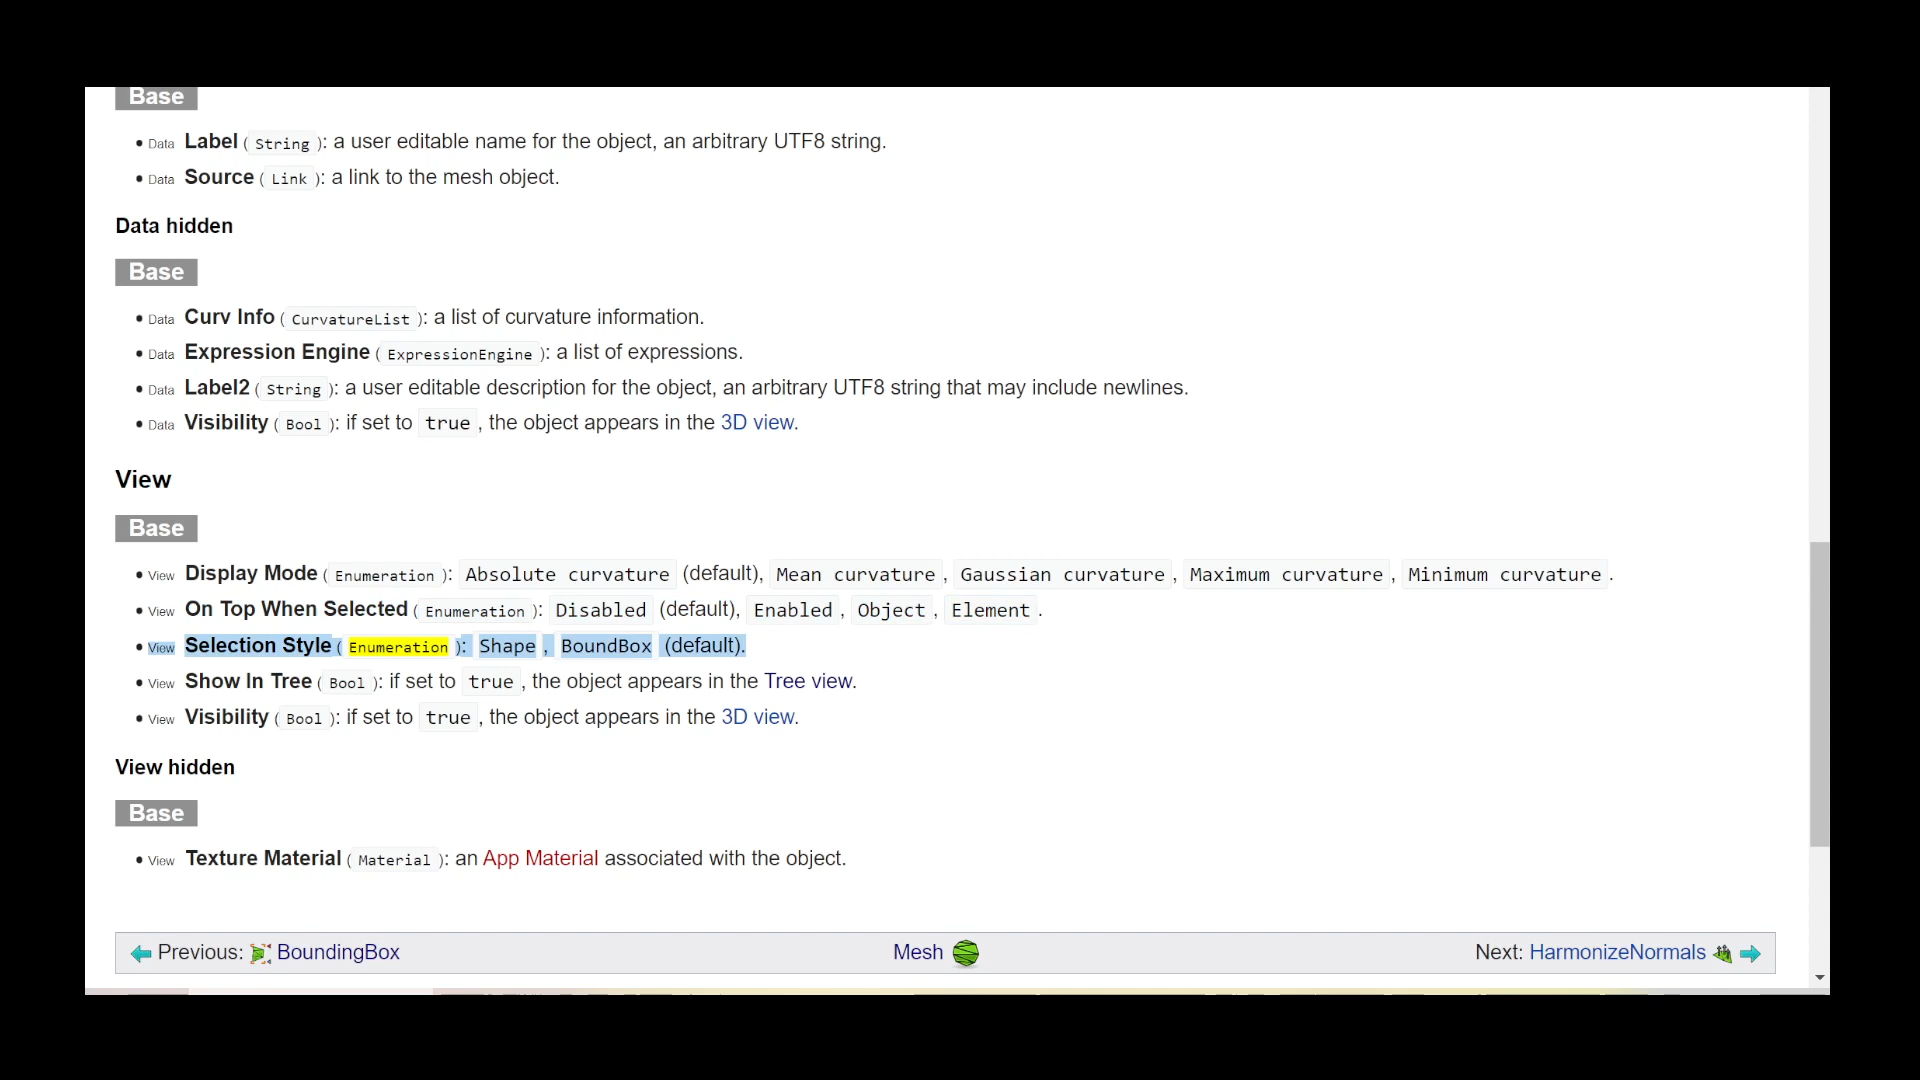 Base
Data Label ( String ): a user editable name for the object, an arbitrary UTF8 string.
Data Source ( Link ): a link to the mesh object.
Data hidden
Base
Data Curv Info ( CurvatureList ): a list of curvature information.
Data Expression Engine ( ExpressionEngine ): a list of expressions.
Data Label2 ( String ): a user editable description for the object, an arbitrary UTF8 string that may include newlines.
Data Visibility ( Bool ): if set to true , the object appears in the 3D view.
View
Base
View Display Mode ( Enumeration ): Absolute curvature (default), Mean curvature , Gaussian curvature , Maximum curvature , Minimum curvature .
View On Top When Selected ( Enumeration ): Disabled (default), Enabled , Object , Element .
View Selection Style ( Enumeration ): Shape , BoundBox (default).
View Show In Tree ( Bool ): if set to true , the object appears in the Tree view.
View Visibility ( Bool ): if set to true , the object appears in the 3D view.
View hidden
Base
View Texture Material ( Material ): an App Material associated with the object.
Previous: BoundingBox
Mesh
Next: HarmonizeNormals